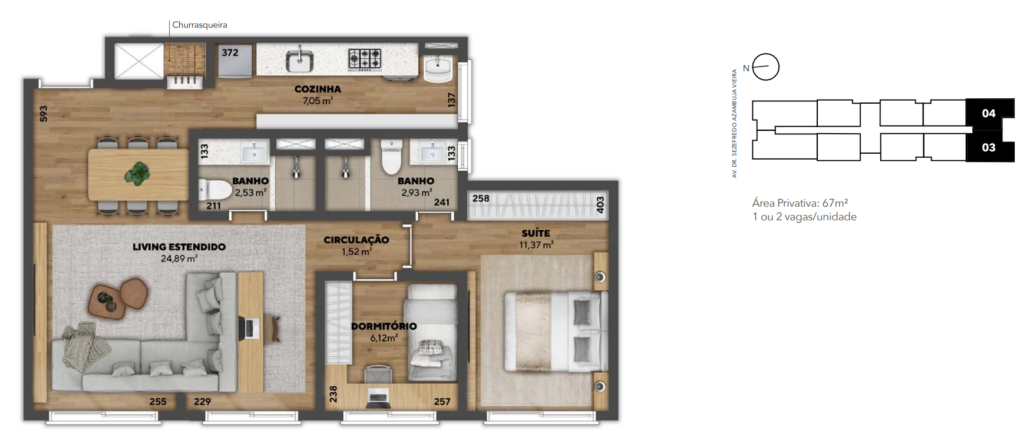 Churrasqueira
372
COZINHA
7,05 m²
137
593
133
BANHO
2,53 m²
211
BANHO
2,93 m²
133
241
258
403
SUÍTE
11,37 m²
CIRCULAÇÃO
1,52 m²
LIVING ESTENDIDO
24,89 m²
DORMITÓRIO
6,12m²
238
257
255
229
N
AV. DR. SEZEFREDO AZAMBUJA VIEIRA
04
03
Área Privativa: 67m²
1 ou 2 vagas/unidade